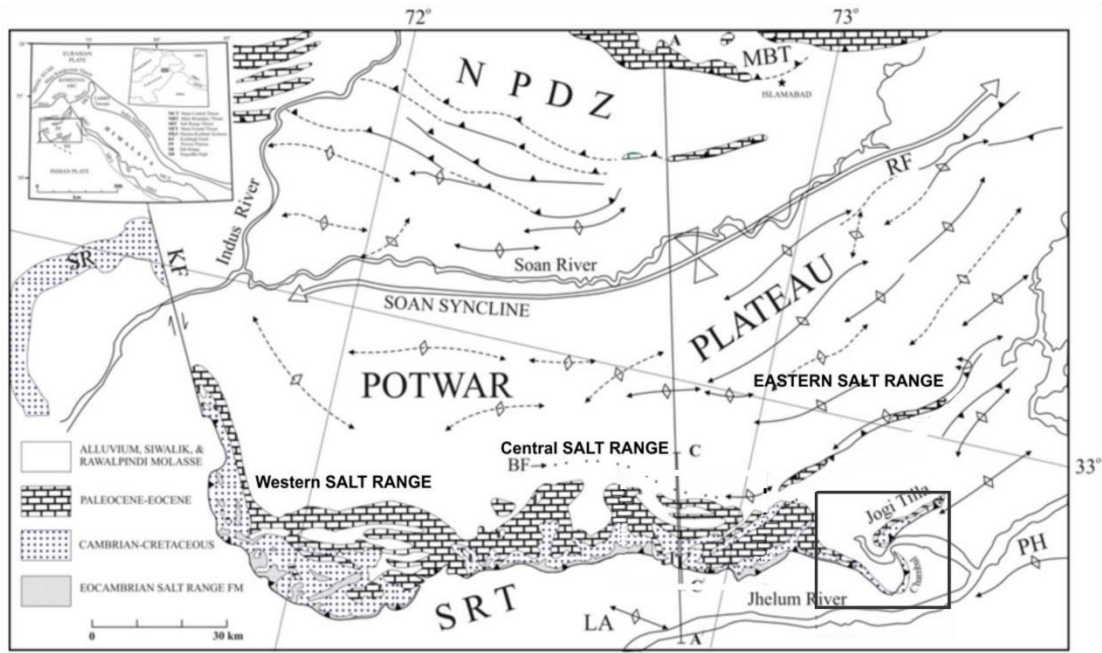 72°
73°
A
MBT
ISLAMABAD
N P D Z
EURASIAN
PLATE
HIMALAYA
INDIAN PLATE
RF
Indus River
SR
KF
Soan River
SOAN SYNCLINE
PLATEAU
POTWAR
EASTERN SALT RANGE
Central SALT RANGE
BF
C
33°
Western SALT RANGE
ALLUVIUM, SIWALIK, &
RAWALPINDI MOLASSE
PALEOCENE-EOCENE
CAMBRIAN-CRETACEOUS
EOCAMBRIAN SALT RANGE FM
0 30 km
Jogi Tilla
PH
S R T
Jhelum River
LA
A'